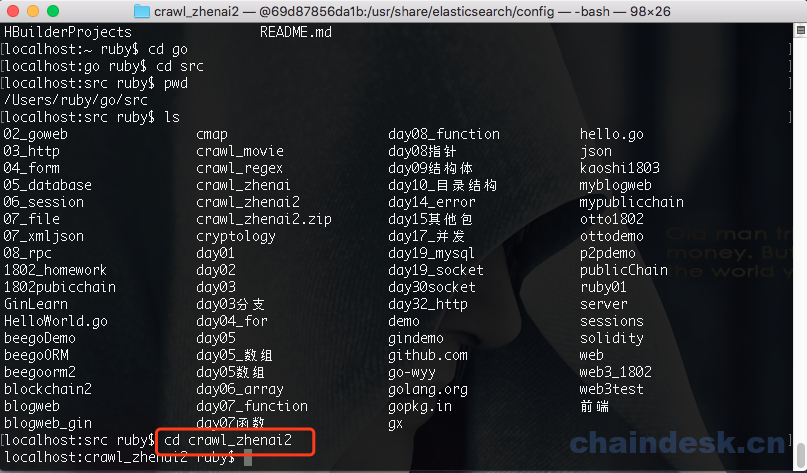 crawl_zhenai2 — @69d87856da1b:/usr/share/elasticsearch/config — -bash — 98×26
HBuilderProjects README.md
[localhost:~ ruby$ cd go ]
[localhost:go ruby$ cd src ]
[localhost:src ruby$ pwd ]
/Users/ruby/go/src
[localhost:src ruby$ ls ]
02_goweb cmap day08_function hello.go
03_http crawl_movie day08指针 json
04_form crawl_regex day09结构体 kaoshi1803
05_database crawl_zhenai day10_目录结构 myblogweb
06_session crawl_zhenai2 day14_error mypublicchain
07_file crawl_zhenai2.zip day15其他包 otto1802
07_xmljson cryptology day17_并发 ottodemo
08_rpc day01 day19_mysql p2pdemo
1802_homework day02 day19_socket publicChain
1802pubicchain day03 day30socket ruby01
GinLearn day03分支 day32_http server
HelloWorld.go day04_for demo sessions
beegoDemo day05 gindemo solidity
beegoORM day05_数组 github.com web
beegoorm2 day05数组 go-wyy web3_1802
blockchain2 day06_array golang.org web3test
blogweb day07_function gopkg.in 前端
blogweb_gin day07函数 gx
[localhost:src ruby$ cd crawl_zhenai2 ]
localhost:crawl_zhenai2 ruby$
Old man tr
money. But
the world y
chaindesk.cn